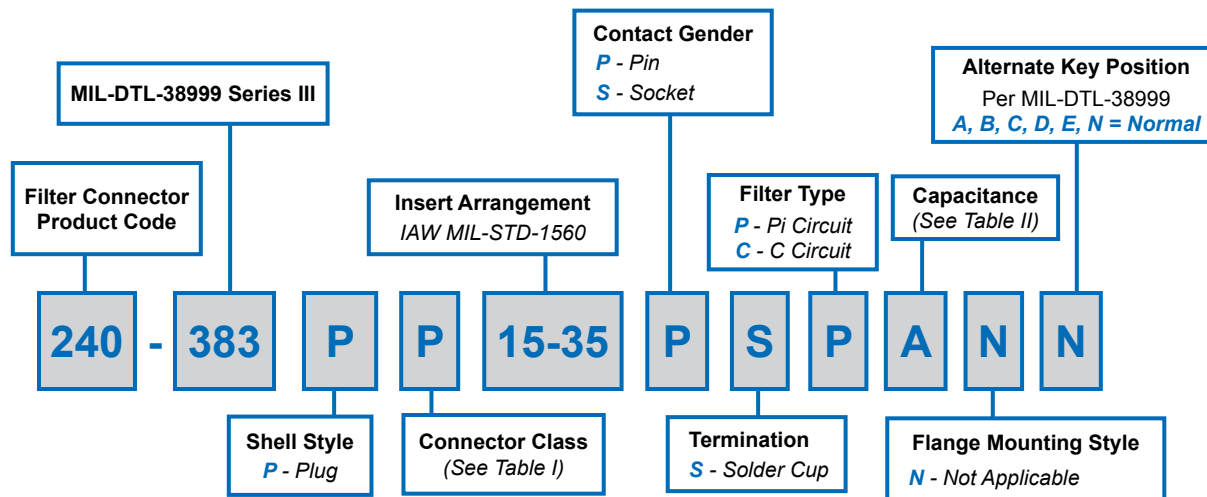 Contact Gender
P - Pin
S - Socket
Alternate Key Position
Per MIL-DTL-38999
A, B, C, D, E, N = Normal
MIL-DTL-38999 Series III
Filter Connector
Product Code
Insert Arrangement
IAW MIL-STD-1560
Filter Type
P - Pi Circuit
C - C Circuit
Capacitance
(See Table II)
240 - 383 P P 15-35 P S P A N N
Shell Style
P - Plug
Connector Class
(See Table I)
Termination
S - Solder Cup
Flange Mounting Style
N - Not Applicable